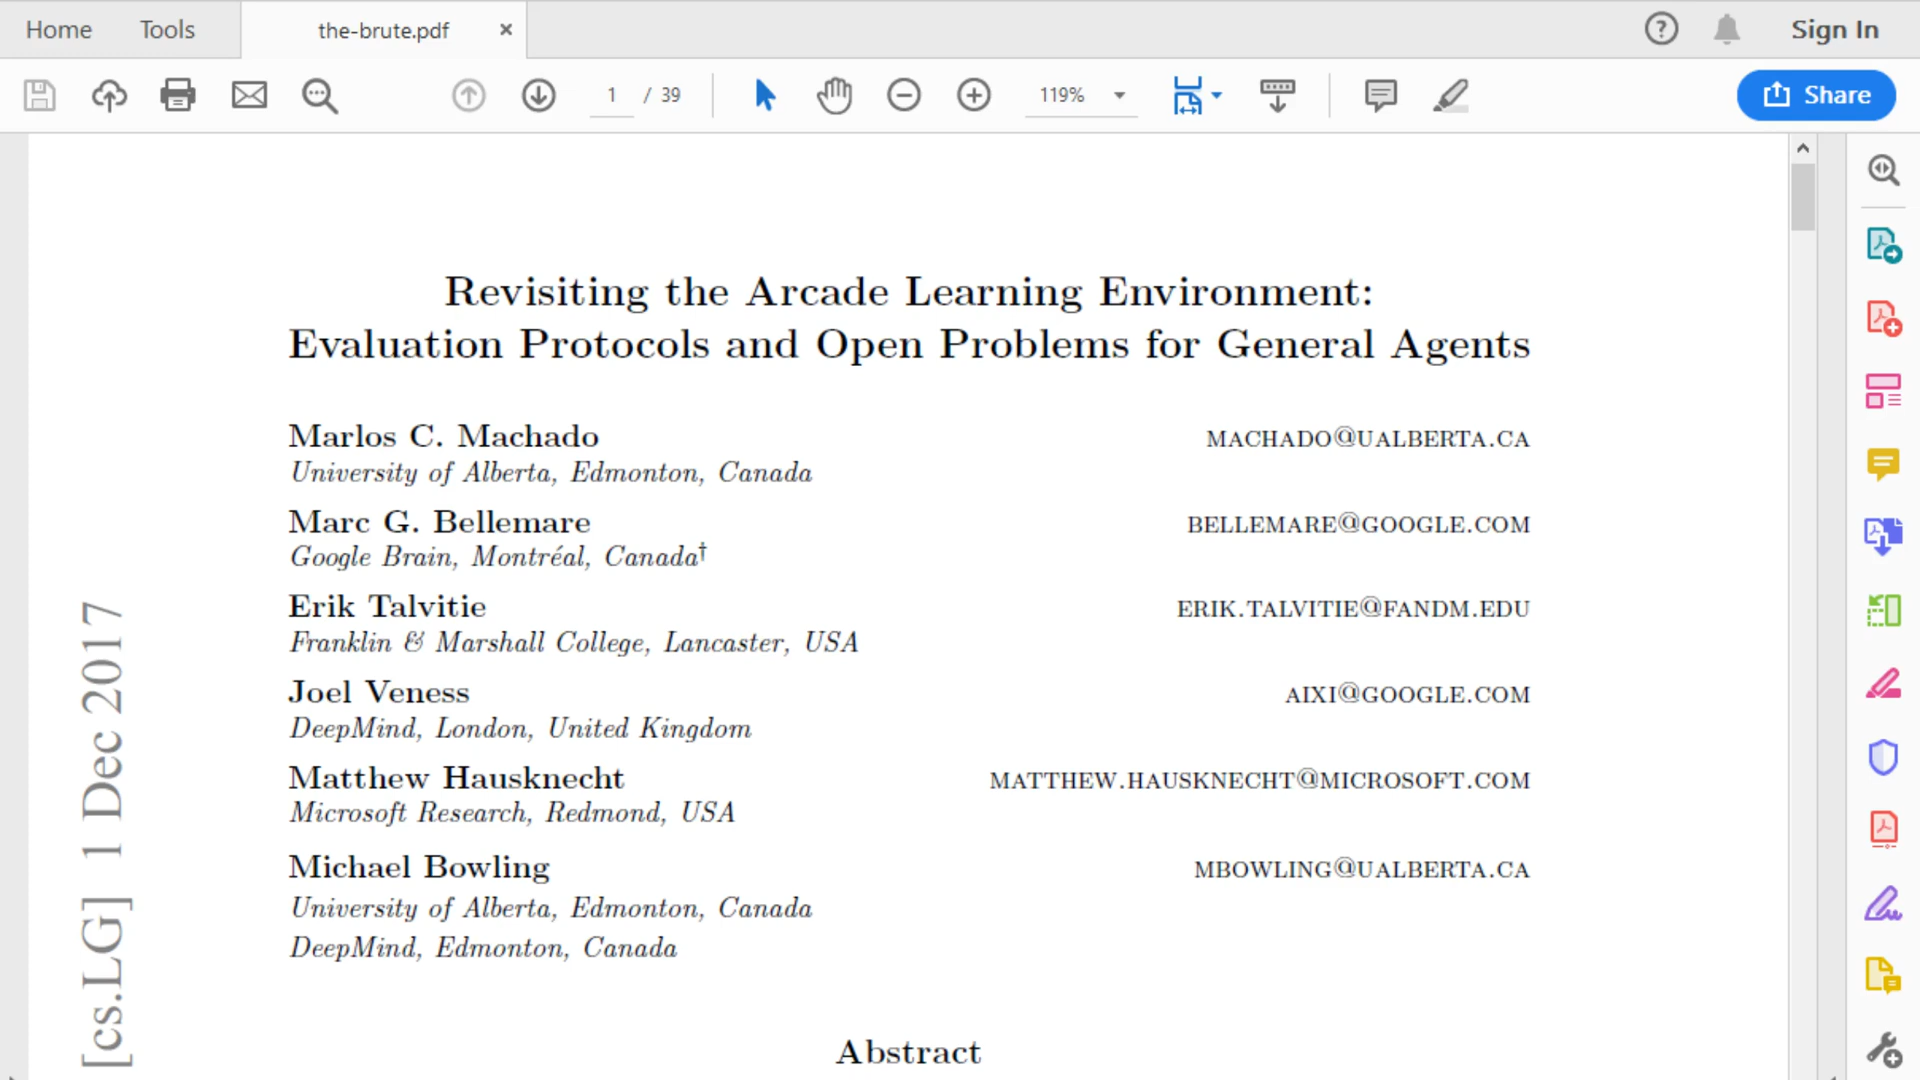 Home Tools the-brute.pdf × Sign In
1 / 39 119% Share
Revisiting the Arcade Learning Environment:
Evaluation Protocols and Open Problems for General Agents
Marlos C. Machado MACHADO@UALBERTA.CA
University of Alberta, Edmonton, Canada
Marc G. Bellemare BELLEMARE@GOOGLE.COM
Google Brain, Montréal, Canada†
Erik Talvitie ERIK.TALVITIE@FANDM.EDU
Franklin & Marshall College, Lancaster, USA
Joel Veness AIXI@GOOGLE.COM
DeepMind, London, United Kingdom
Matthew Hausknecht MATTHEW.HAUSKNECHT@MICROSOFT.COM
Microsoft Research, Redmond, USA
Michael Bowling MBOWLING@UALBERTA.CA
University of Alberta, Edmonton, Canada
DeepMind, Edmonton, Canada
Abstract
[cs.LG] 1 Dec 2017